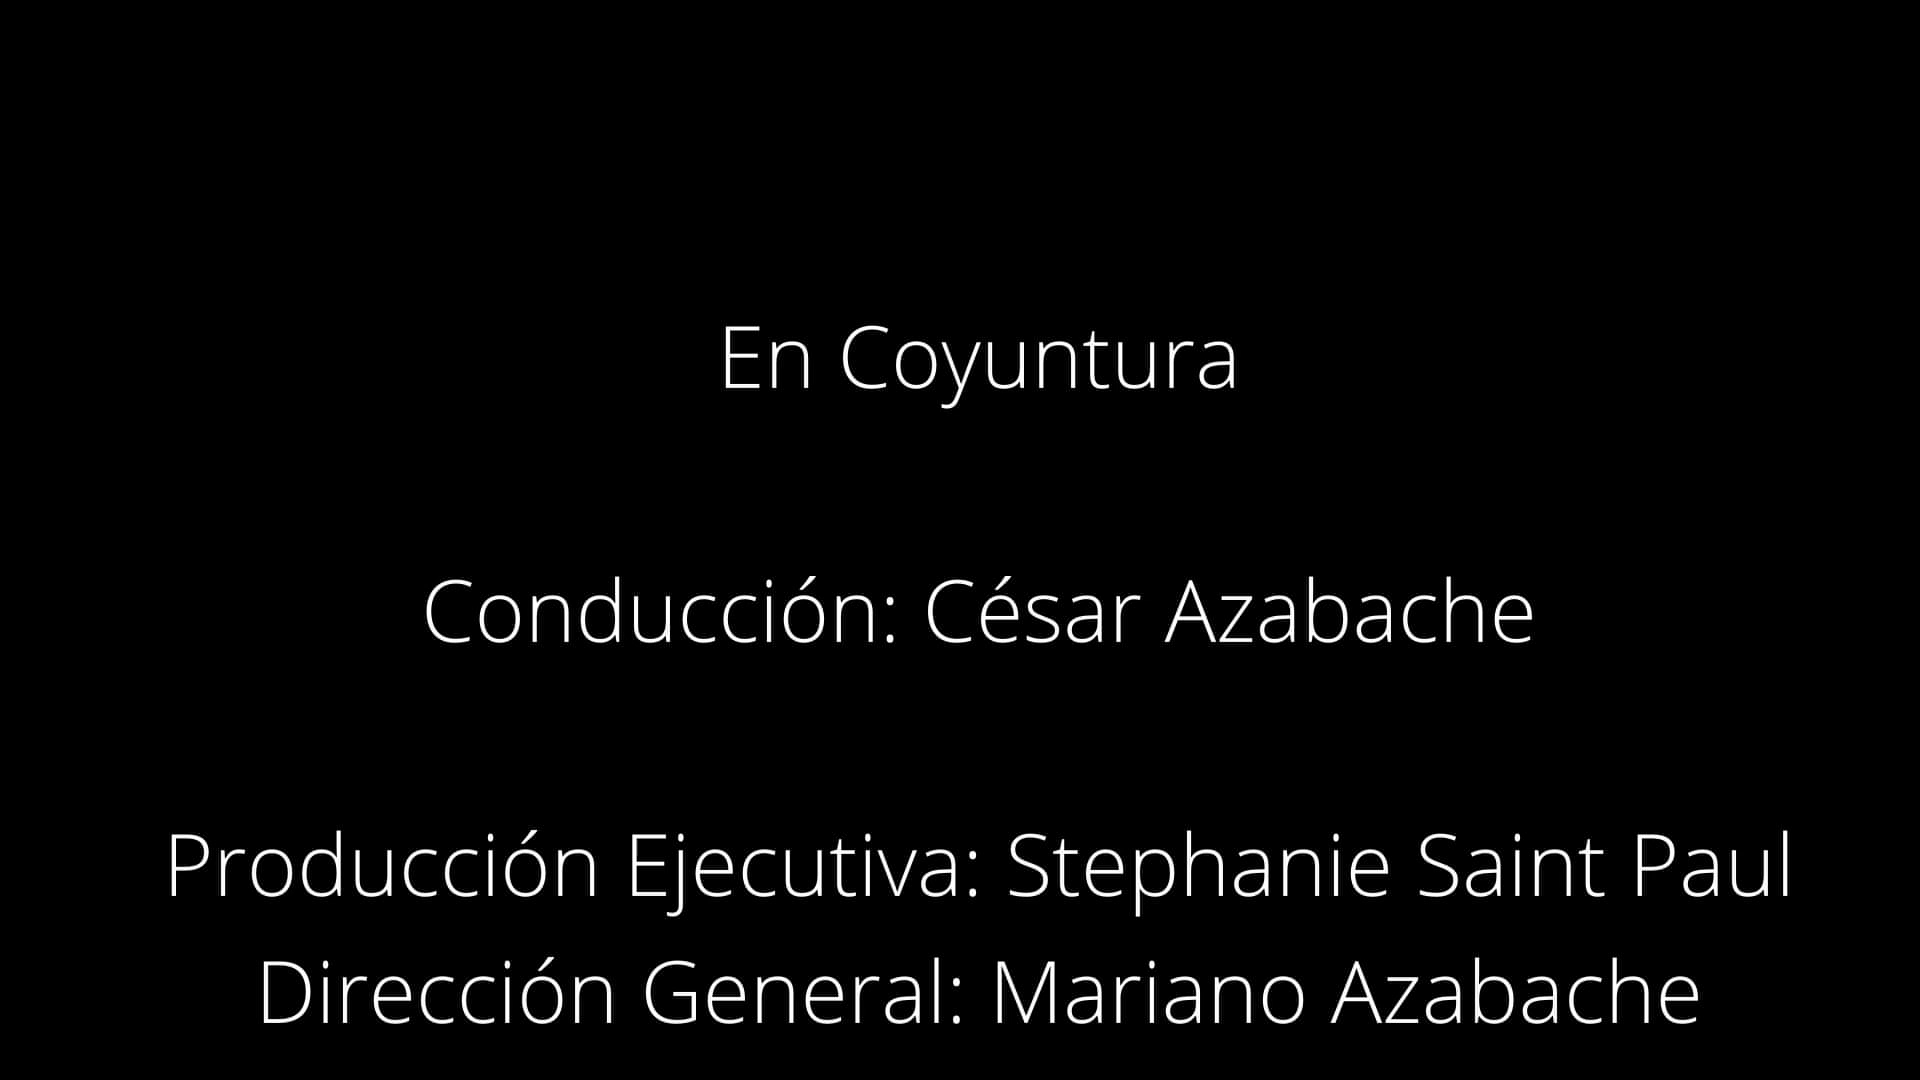 En Coyuntura
Conducción: César Azabache
Producción Ejecutiva: Stephanie Saint Paul
Dirección General: Mariano Azabache